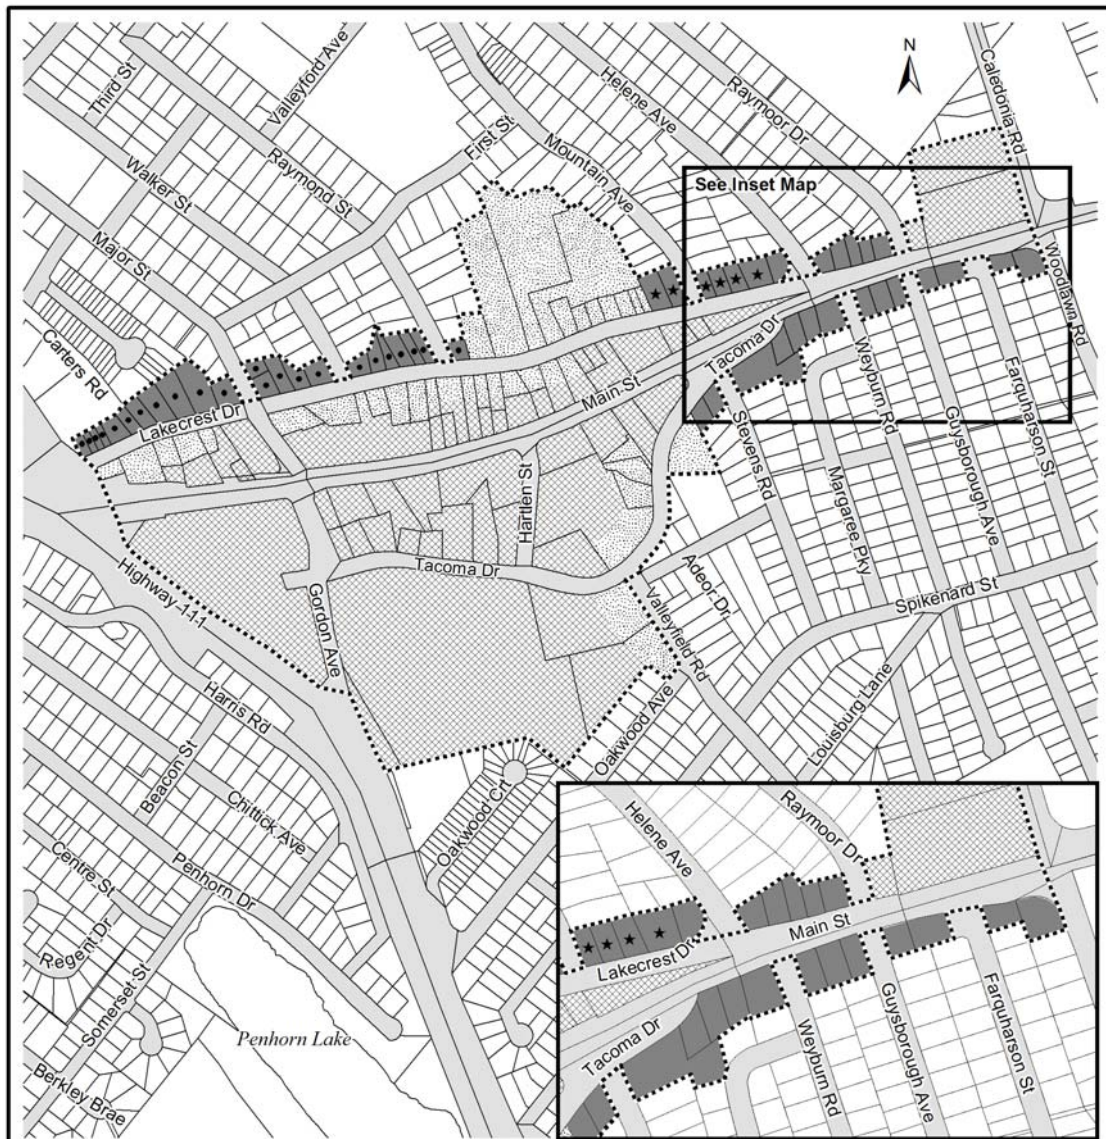 N
Third St
Valleyford Ave
Walker St
Raymond St
First St
Mountain Ave
Helene Ave
Raymoor Dr
Caledonia Rd
See Inset Map
Major St
Carters Rd
Lakecrest Dr
Main St
Tacoma Dr
Woodlawn Rd
Weyburn Rd
Stevens Rd
Farquharson St
Guysborough Ave
Margaree Pky
Hartlen St
Tacoma Dr
Adeor Dr
Spikenard St
Highway 111
Gordon Ave
Valleyfield Rd
Harris Rd
Oakwood Ave
Louisburg Lane
Beacon St
Chittick Ave
Oakwood Crt
Centre St
Penhorn Dr
Regent Dr
Somerset St
Penhorn Lake
Berkley Brae
Helene Ave
Raymoor Dr
Main St
Lakecrest Dr
Tacoma Dr
Weyburn Rd
Guysborough Ave
Farquharson St